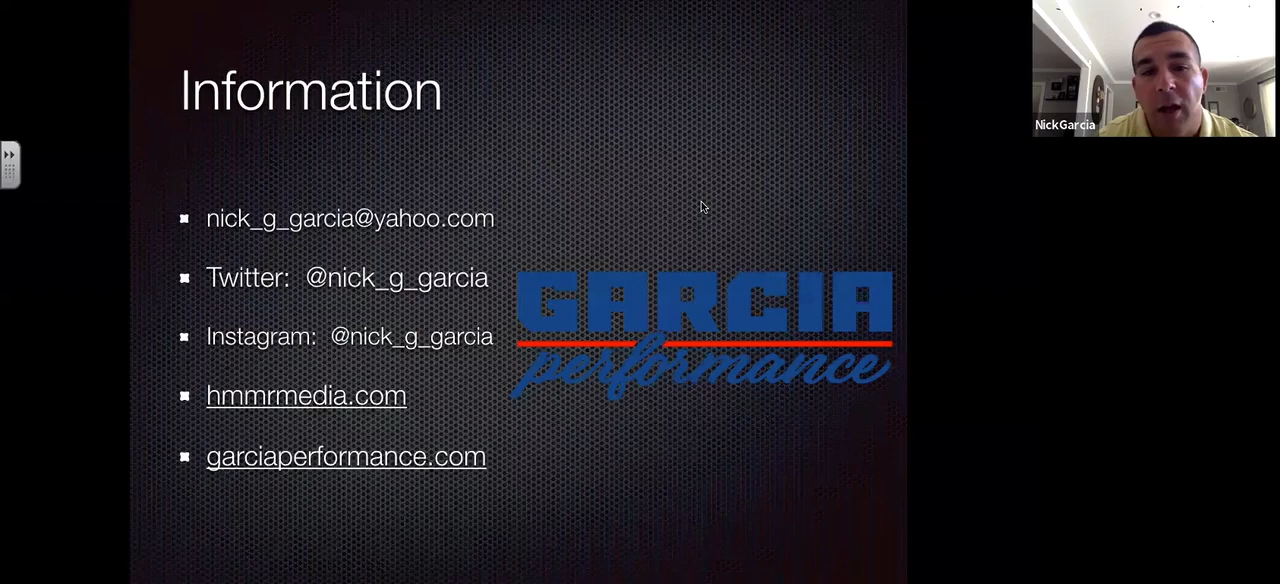 Information
nick_g_garcia@yahoo.com
Twitter: @nick_g_garcia
Instagram: @nick_g_garcia
hmmrmedia.com
garciaperformance.com
GARCIA
performance
NickGarcia